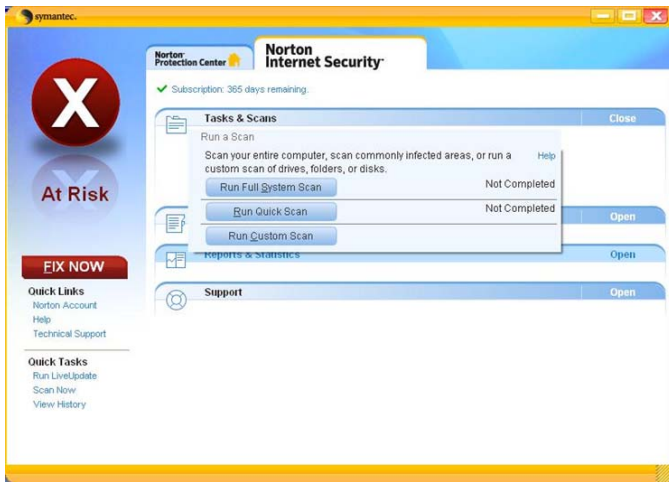 symantec.
Norton
Protection Center
Norton
Internet Security
Subscription: 365 days remaining.
X
At Risk
FIX NOW
Quick Links
Norton Account
Help
Technical Support
Quick Tasks
Run LiveUpdate
Scan Now
View History
Tasks & Scans Close
Run a Scan
Scan your entire computer, scan commonly infected areas, or run a Help
custom scan of drives, folders, or disks.
Run Full System Scan Not Completed
Run Quick Scan Not Completed
Run Custom Scan
Open
Reports & Statistics Open
Support Open